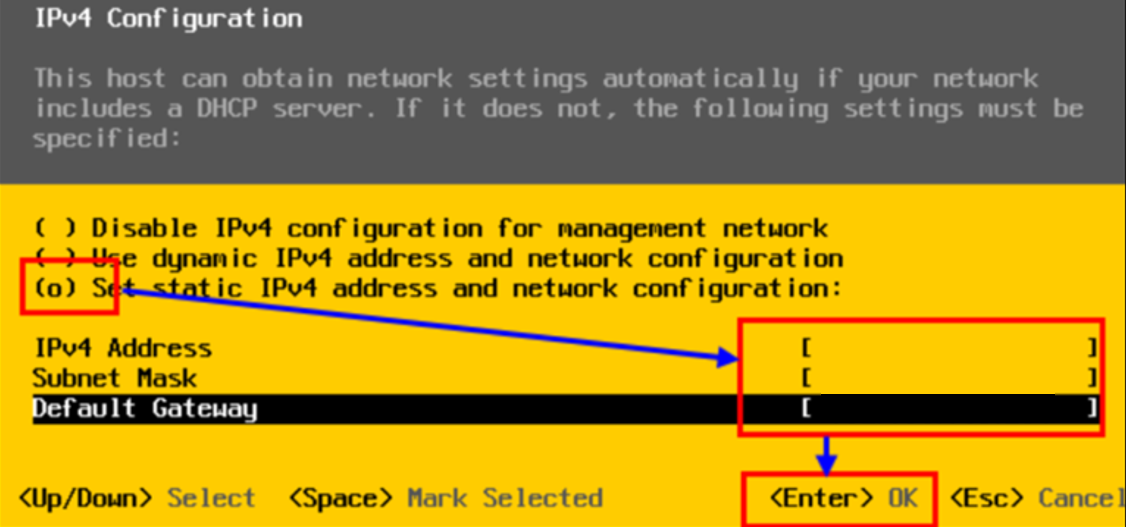 IPv4 Configuration
This host can obtain network settings automatically if your network
includes a DHCP server. If it does not, the following settings must be
specified:
( ) Disable IPv4 configuration for management network
( ) Use dynamic IPv4 address and network configuration
(o) Set static IPv4 address and network configuration:
IPv4 Address [ ]
Subnet Mask [ ]
Default Gateway [ ]
<Up/Down> Select <Space> Mark Selected <Enter> OK <Esc> Cancel